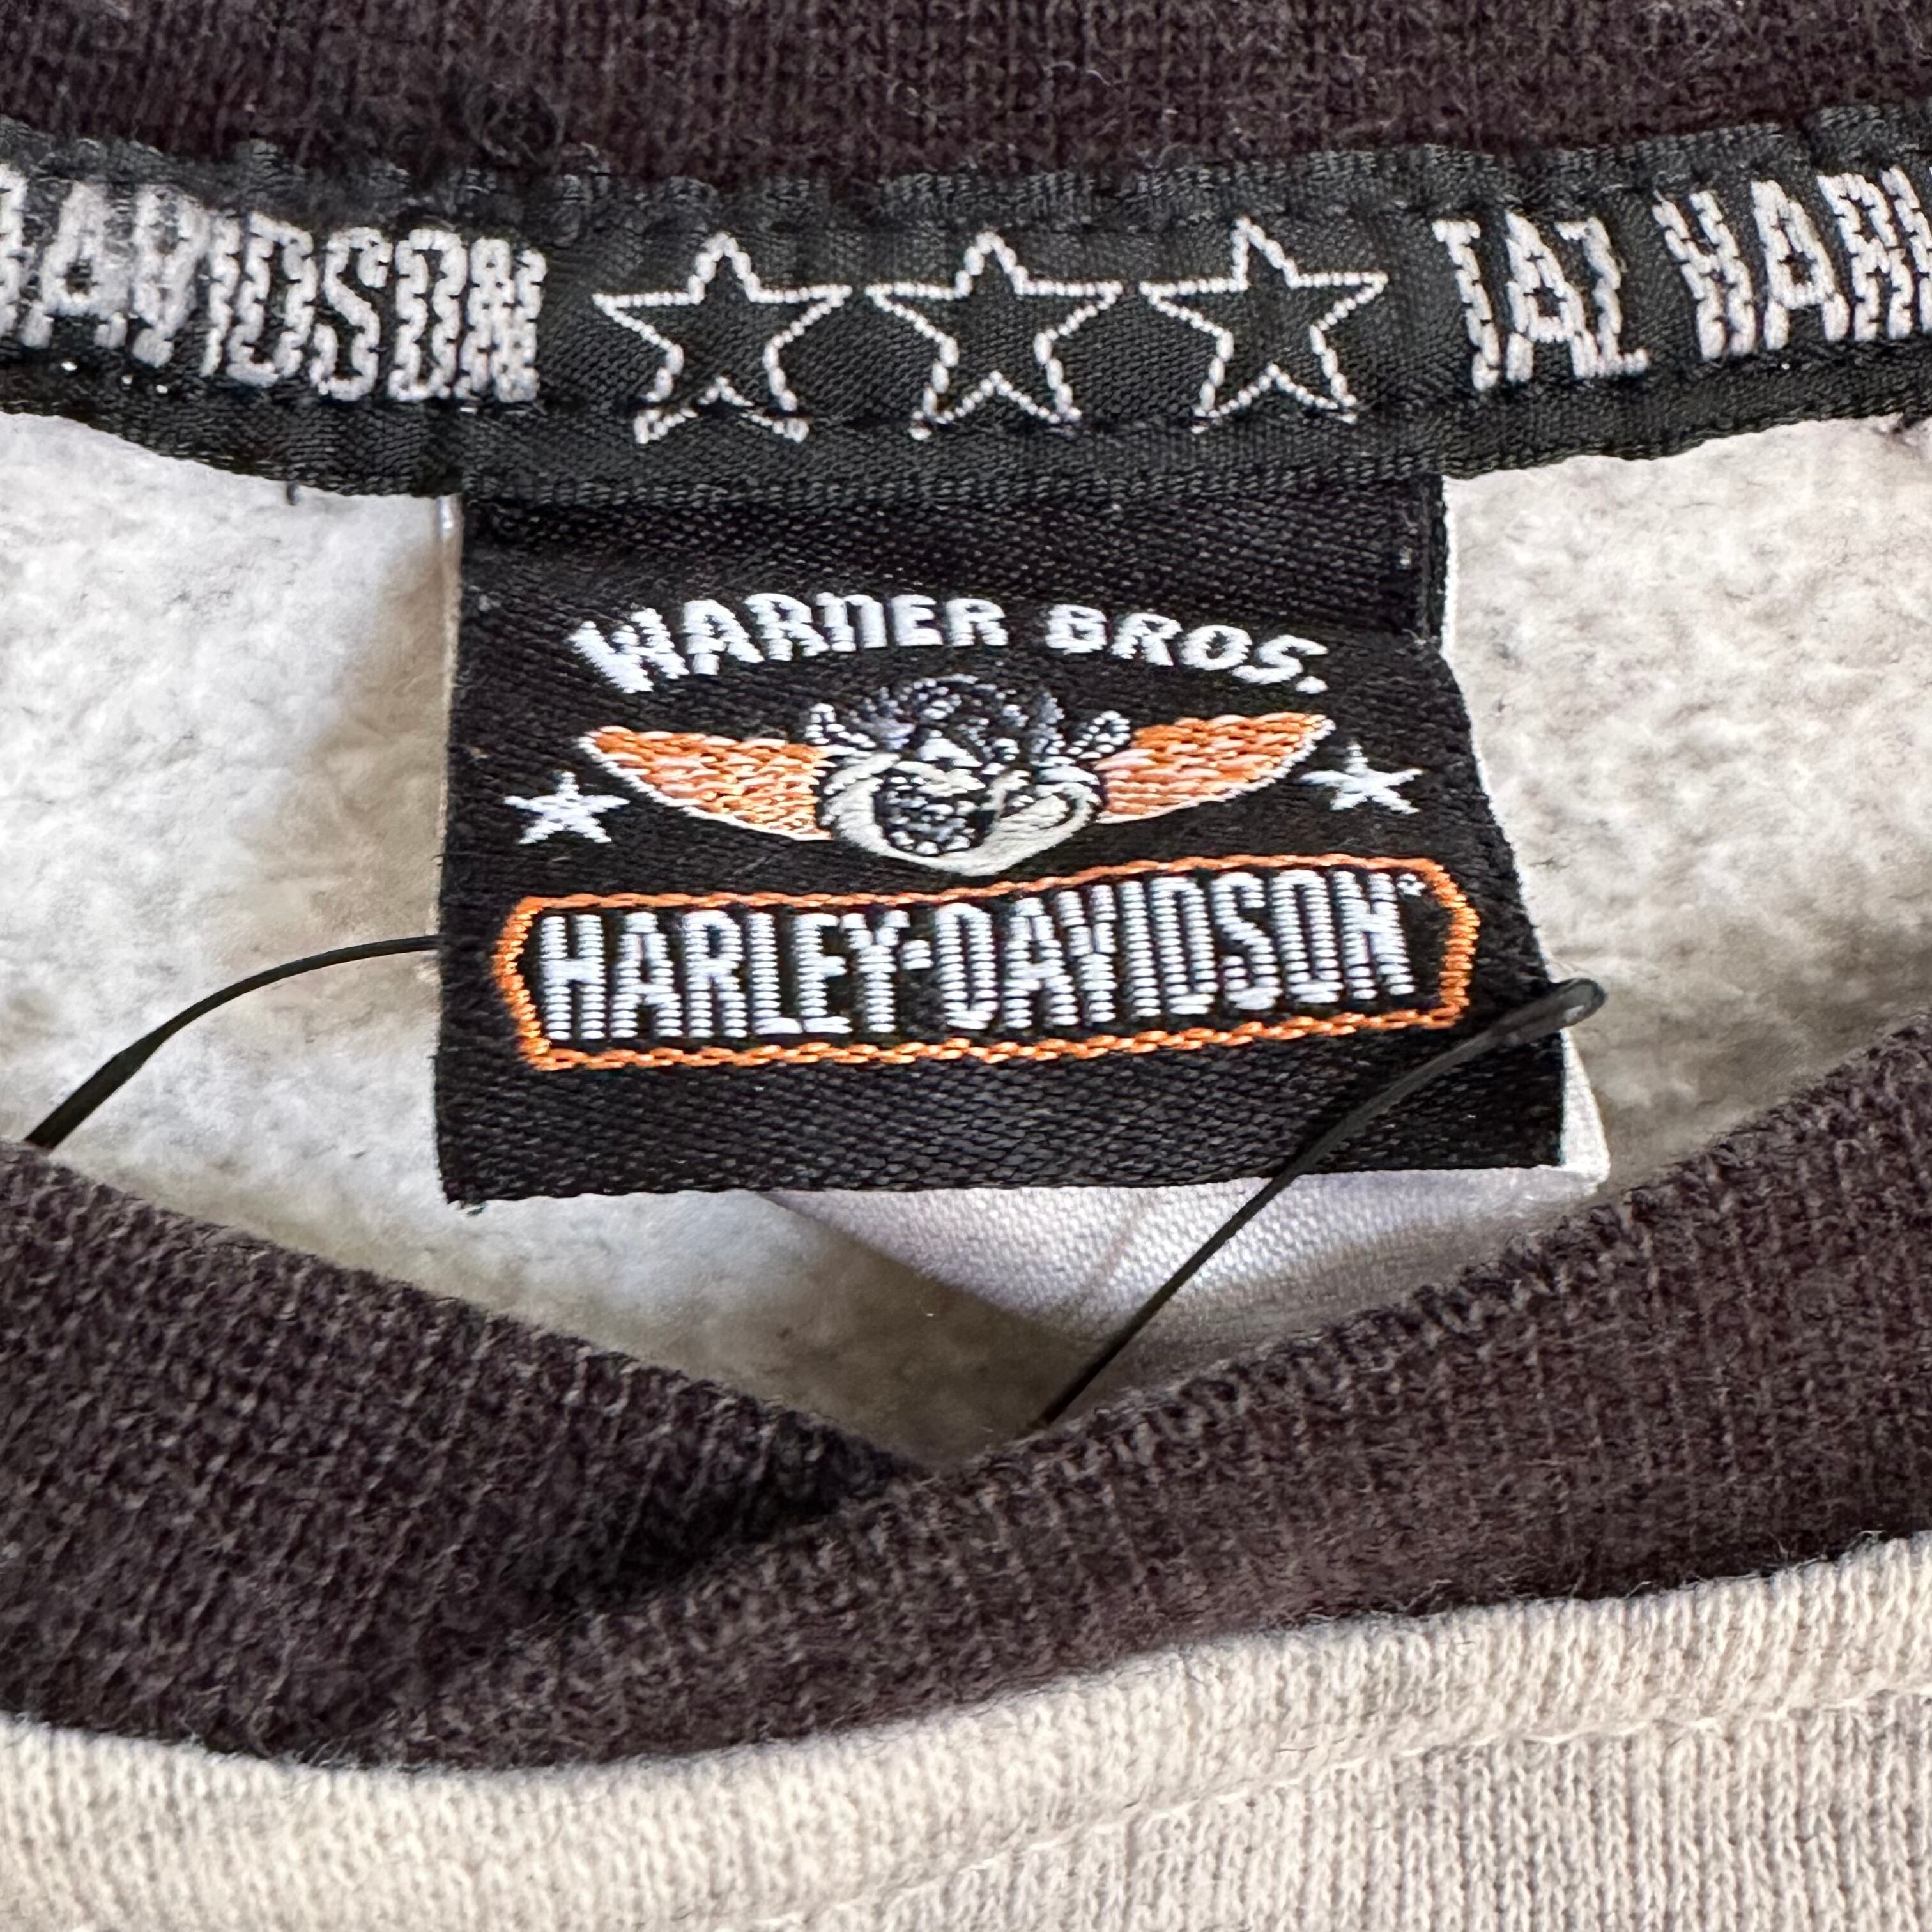 DAVIDSON ☆☆☆ TAZ HARL
WARNER BROS.
HARLEY-DAVIDSON®